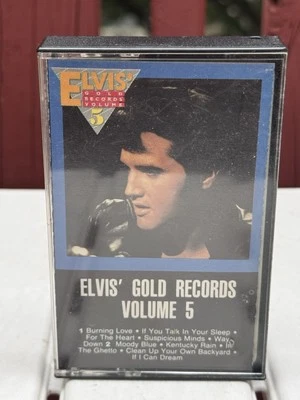 ELVIS'
GOLD
RECORDS
VOLUME
5
ELVIS' GOLD RECORDS
VOLUME 5
1 Burning Love • If You Talk In Your Sleep •
For The Heart • Suspicious Minds • Way
Down 2 Moody Blue • Kentucky Rain • In
The Ghetto • Clean Up Your Own Backyard •
If I Can Dream